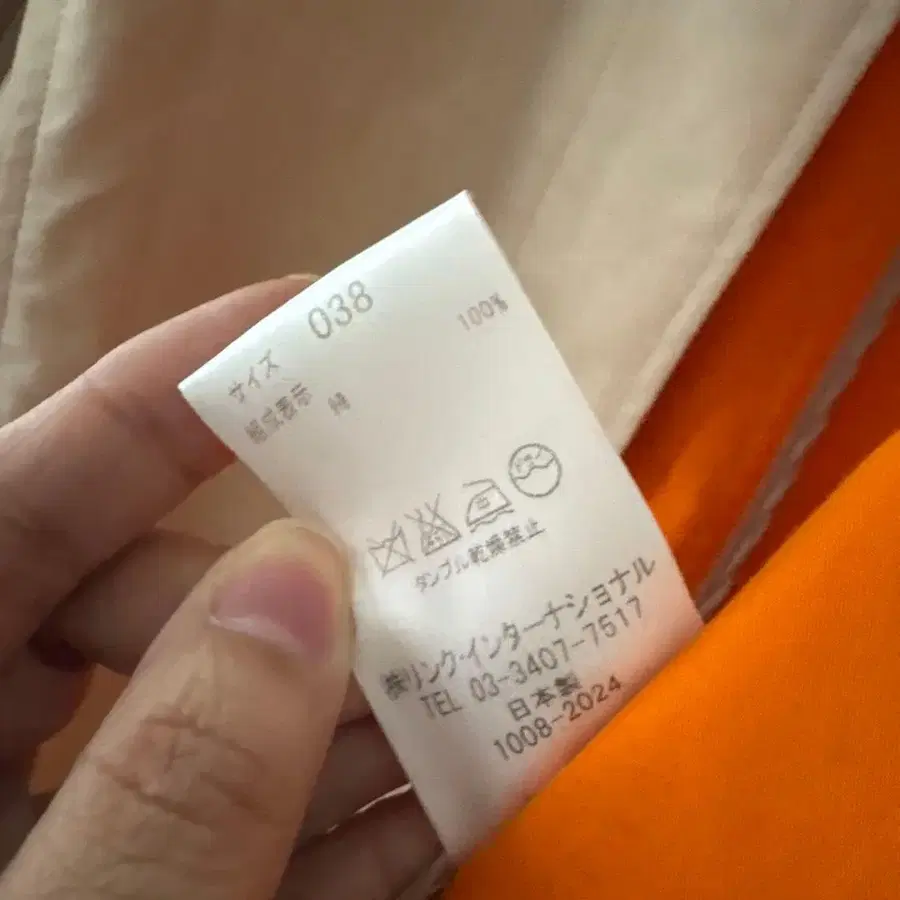 サイズ 038
組成表示 綿 100%
タンブル乾燥禁止
㈱リンク・インターナショナル
TEL 03-3407-7517
日本製
1008-2024